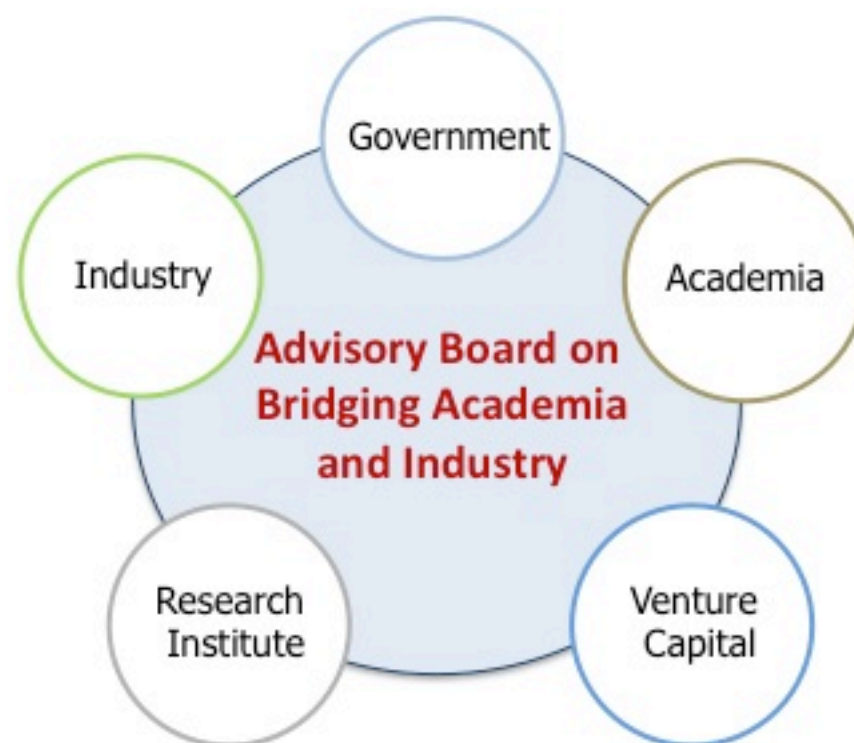 Government
Industry
Academia
Advisory Board on
Bridging Academia
and Industry
Research
Institute
Venture
Capital